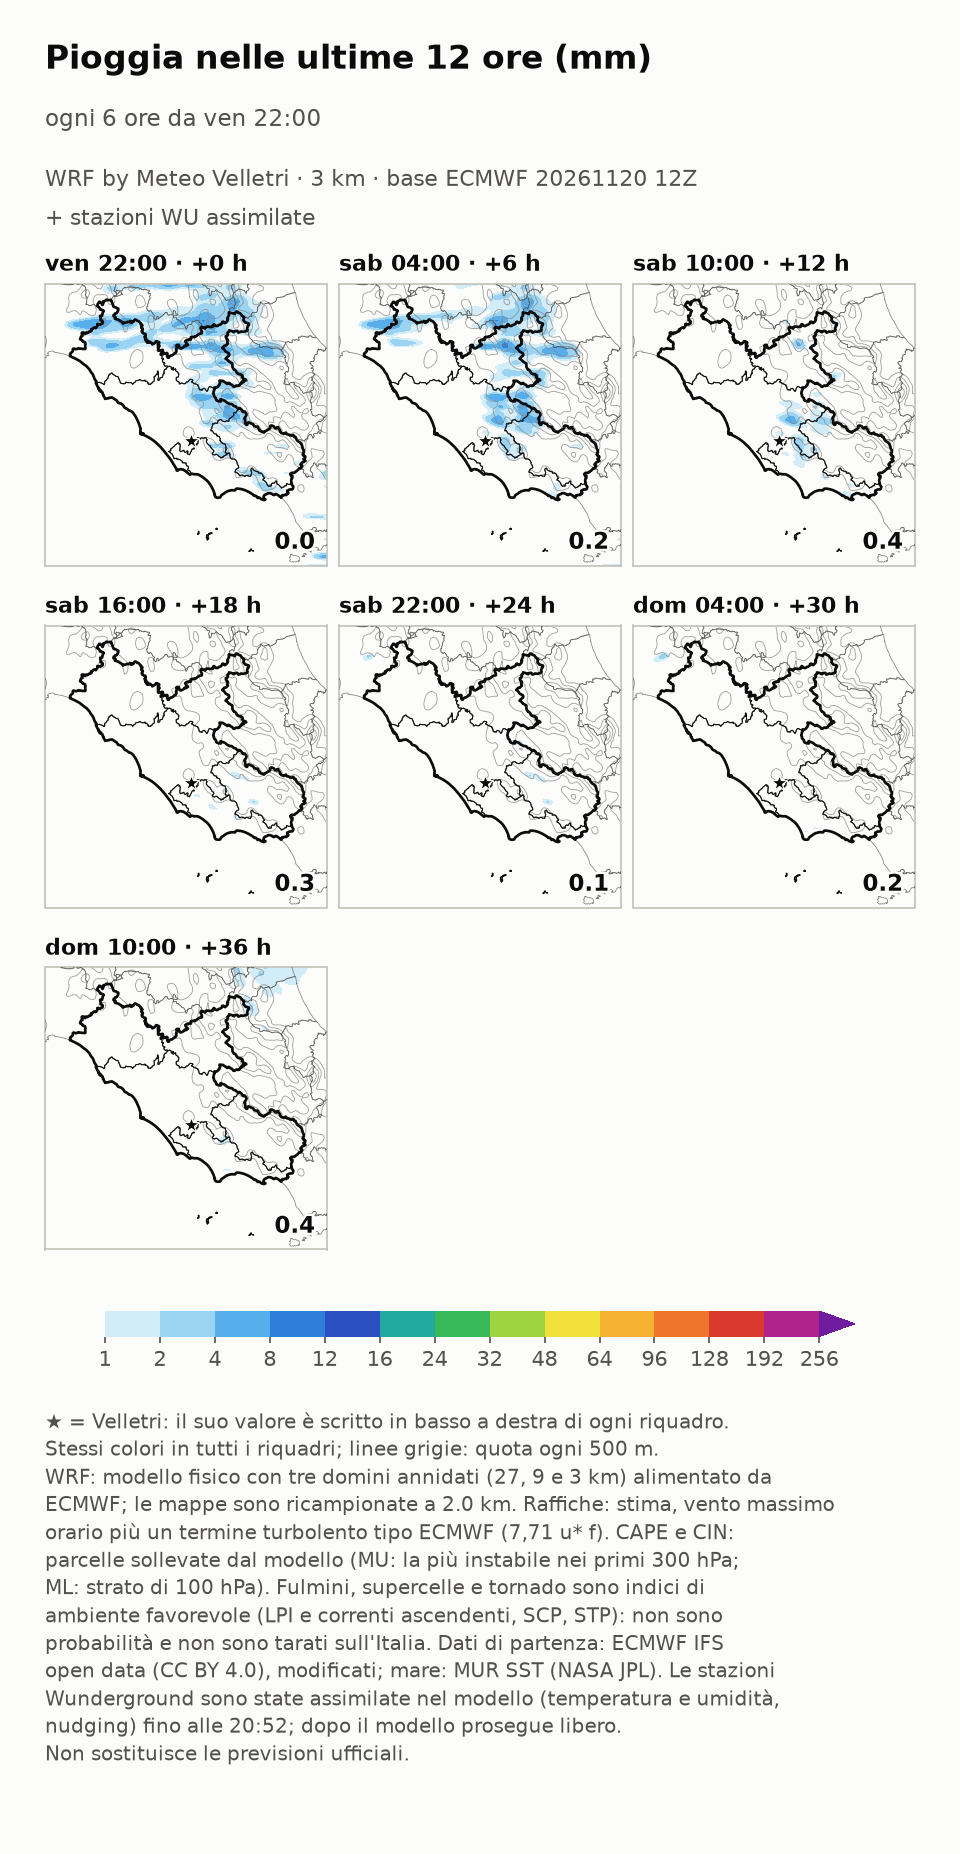 Pioggia nelle ultime 12 ore (mm)
ogni 6 ore da ven 22:00
WRF by Meteo Velletri · 3 km · base ECMWF 20261120 12Z
+ stazioni WU assimilate
ven 22:00 · +0 h
sab 04:00 · +6 h
sab 10:00 · +12 h
0.0
0.2
0.4
sab 16:00 · +18 h
sab 22:00 · +24 h
dom 04:00 · +30 h
0.3
0.1
0.2
dom 10:00 · +36 h
0.4
1 2 4 8 12 16 24 32 48 64 96 128 192 256
★ = Velletri: il suo valore è scritto in basso a destra di ogni riquadro.
Stessi colori in tutti i riquadri; linee grigie: quota ogni 500 m.
WRF: modello fisico con tre domini annidati (27, 9 e 3 km) alimentato da
ECMWF; le mappe sono ricampionate a 2.0 km. Raffiche: stima, vento massimo
orario più un termine turbolento tipo ECMWF (7,71 u* f). CAPE e CIN:
parcelle sollevate dal modello (MU: la più instabile nei primi 300 hPa;
ML: strato di 100 hPa). Fulmini, supercelle e tornado sono indici di
ambiente favorevole (LPI e correnti ascendenti, SCP, STP): non sono
probabilità e non sono tarati sull'Italia. Dati di partenza: ECMWF IFS
open data (CC BY 4.0), modificati; mare: MUR SST (NASA JPL). Le stazioni
Wunderground sono state assimilate nel modello (temperatura e umidità,
nudging) fino alle 20:52; dopo il modello prosegue libero.
Non sostituisce le previsioni ufficiali.